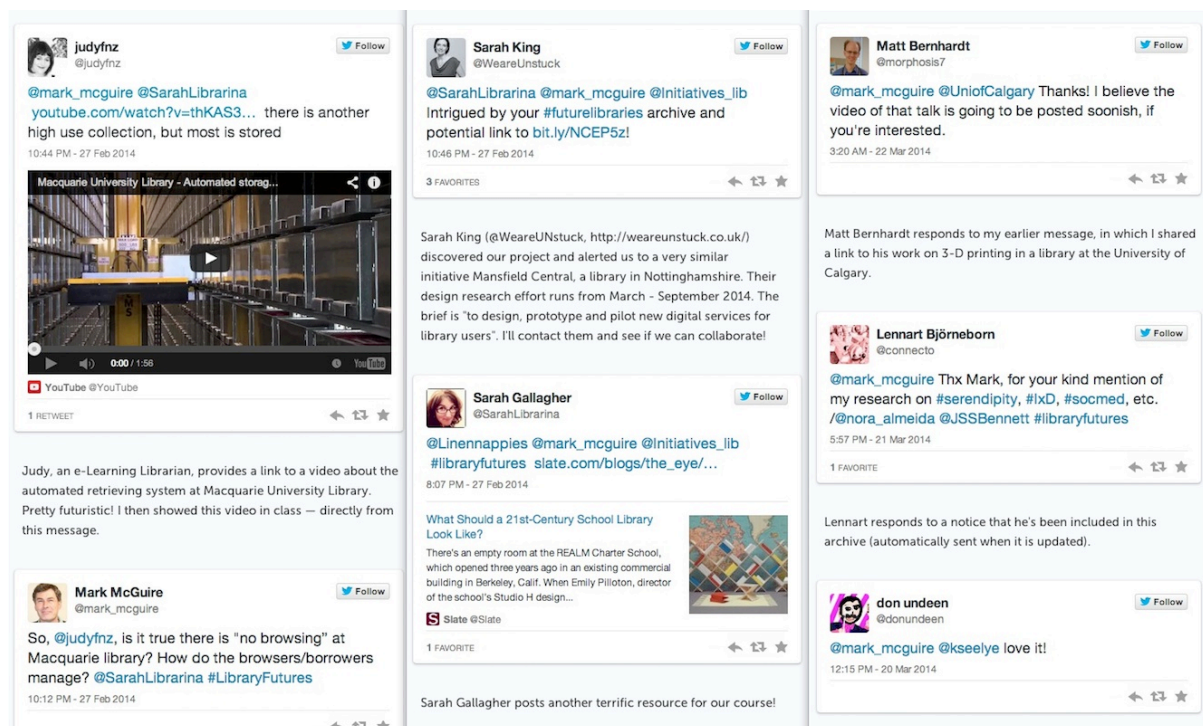 judyfnz
@judyfnz
Follow
@mark_mcguire @SarahLibrarina
youtube.com/watch?v=thKAS3... there is another
high use collection, but most is stored
10:44 PM - 27 Feb 2014
Macquarie University Library - Automated storag...
0:00 / 1:56
YouTube
YouTube @YouTube
1 RETWEET
Judy, an e-Learning Librarian, provides a link to a video about the
automated retrieving system at Macquarie University Library.
Pretty futuristic! I then showed this video in class — directly from
this message.
Mark McGuire
@mark_mcguire
Follow
So, @judyfnz, is it true there is "no browsing" at
Macquarie library? How do the browsers/borrowers
manage? @SarahLibrarina #LibraryFutures
10:12 PM - 27 Feb 2014
Sarah King
@WeareUnstuck
Follow
@SarahLibrarina @mark_mcguire @Initiatives_lib
Intrigued by your #futurelibraries archive and
potential link to bit.ly/NCEP5z!
10:46 PM - 27 Feb 2014
3 FAVORITES
Sarah King (@WeareUNstuck, http://weareunstuck.co.uk/)
discovered our project and alerted us to a very similar
initiative Mansfield Central, a library in Nottinghamshire. Their
design research effort runs from March - September 2014. The
brief is "to design, prototype and pilot new digital services for
library users". I'll contact them and see if we can collaborate!
Sarah Gallagher
@SarahLibrarina
Follow
@Linennappies @mark_mcguire @Initiatives_lib
#libraryfutures slate.com/blogs/the_eye/...
8:07 PM - 27 Feb 2014
What Should a 21st-Century School Library
Look Like?
There's an empty room at the REALM Charter School,
which opened three years ago in an existing commercial
building in Berkeley, Calif. When Emily Pilloton, director
of the school's Studio H design...
S Slate @Slate
1 FAVORITE
Sarah Gallagher posts another terrific resource for our course!
Matt Bernhardt
@morphosis7
Follow
@mark_mcguire @UniofCalgary Thanks! I believe the
video of that talk is going to be posted soonish, if
you're interested.
3:20 AM - 22 Mar 2014
Matt Bernhardt responds to my earlier message, in which I shared
a link to his work on 3-D printing in a library at the University of
Calgary.
Lennart Björneborn
@connecto
Follow
@mark_mcguire Thx Mark, for your kind mention of
my research on #serendipity, #IxD, #socmed, etc.
/@nora_almeida @JSSBennett #libraryfutures
5:57 PM - 21 Mar 2014
1 FAVORITE
Lennart responds to a notice that he's been included in this
archive (automatically sent when it is updated).
don undeen
@donundeen
Follow
@mark_mcguire @kseelye love it!
12:15 PM - 20 Mar 2014